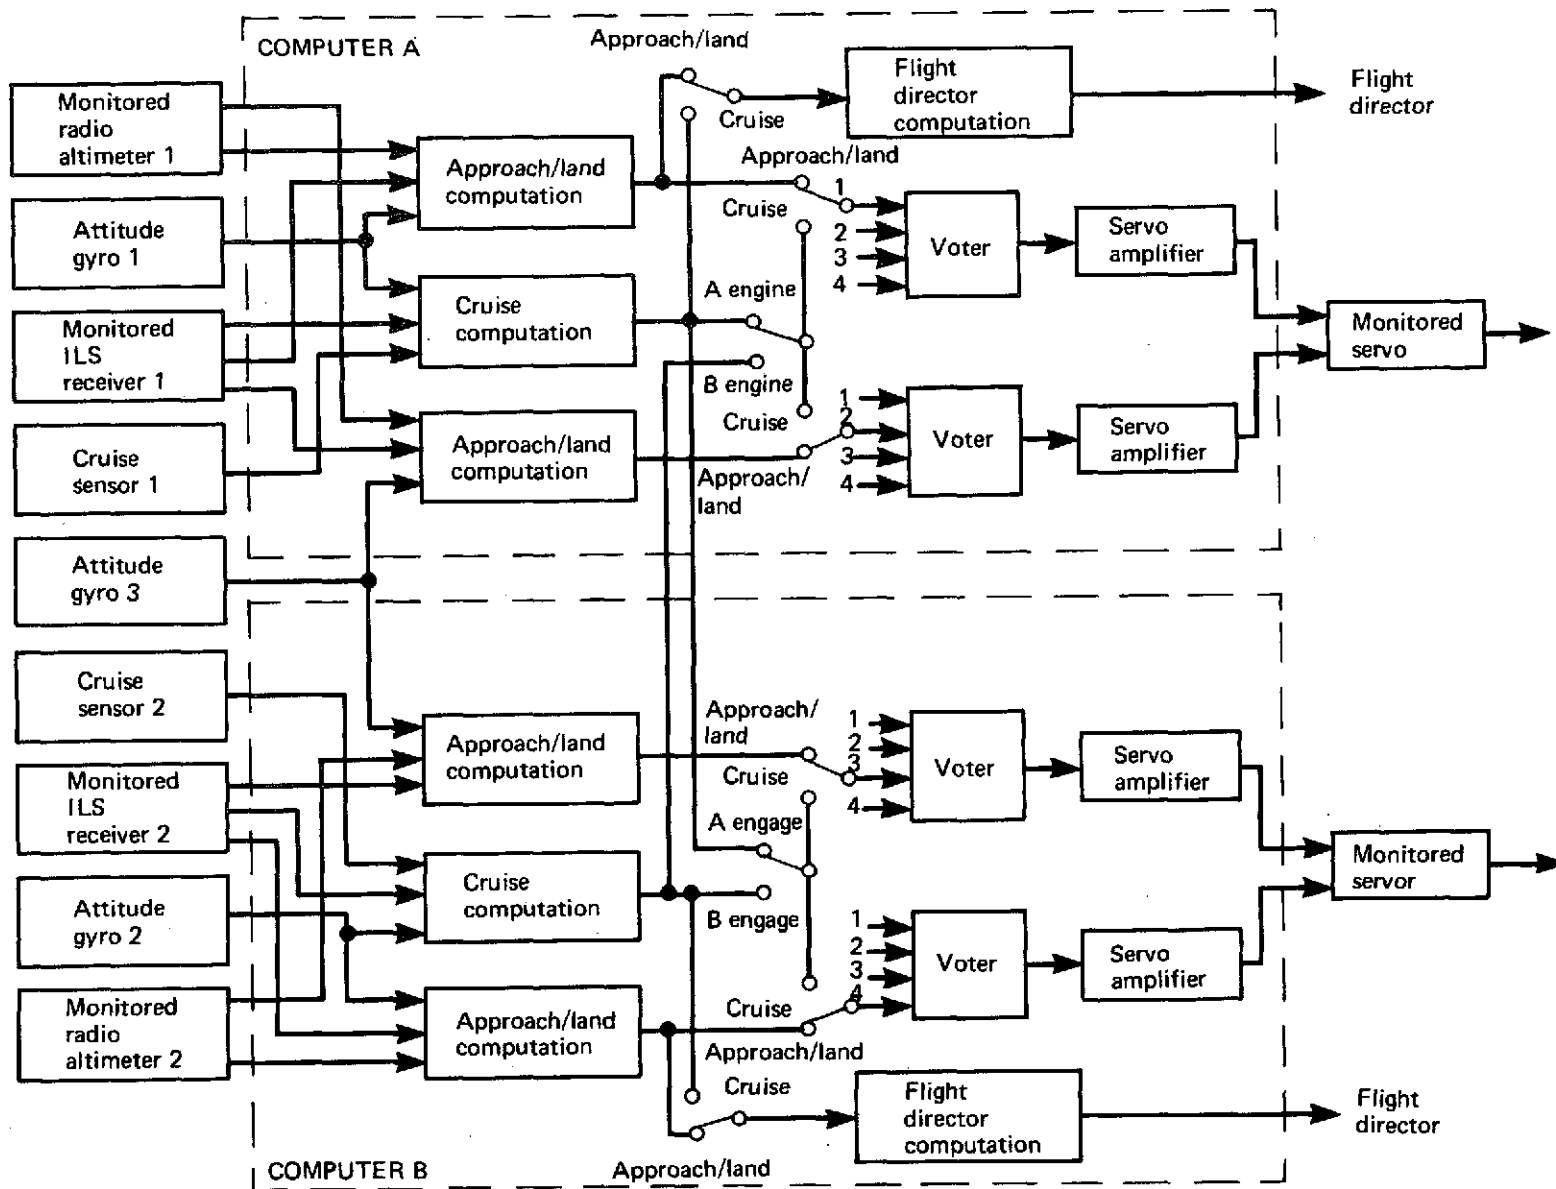 COMPUTER A
Approach/land
Cruise
Flight
director
computation
Flight
director
Monitored
radio
altimeter 1
Attitude
gyro 1
Monitored
ILS
receiver 1
Cruise
sensor 1
Attitude
gyro 3
Approach/land
computation
Cruise
computation
Approach/land
computation
Approach/land
Cruise
A engine
B engine
Cruise
Approach/
land
1
2
3
4
Voter
Servo
amplifier
1
2
3
4
Voter
Servo
amplifier
Monitored
servo
Cruise
sensor 2
Monitored
ILS
receiver 2
Attitude
gyro 2
Monitored
radio
altimeter 2
Approach/land
computation
Cruise
computation
Approach/land
computation
Approach/
land
Cruise
A engage
B engage
Cruise
Approach/land
1
2
3
4
Voter
Servo
amplifier
1
2
3
4
Voter
Servo
amplifier
Monitored
servor
Cruise
Approach/land
Flight
director
computation
Flight
director
COMPUTER B